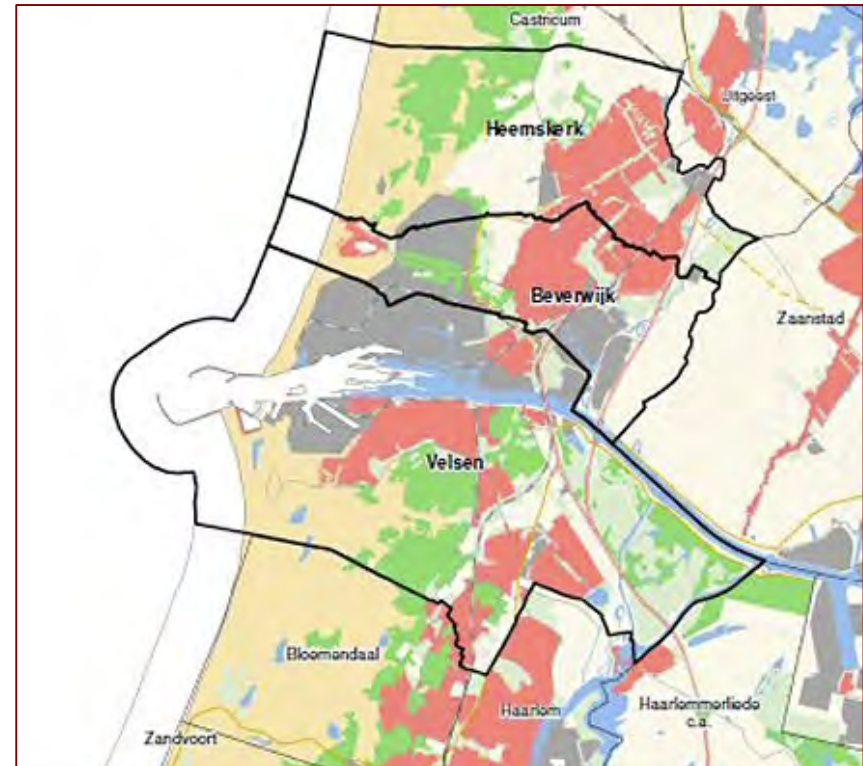 Castricum
Uitgeest
Heemskerk
Beverwijk
Zaanstad
Velsen
Bloemendaal
Haarlem
Haarlemmerliede
c.a.
Zandvoort